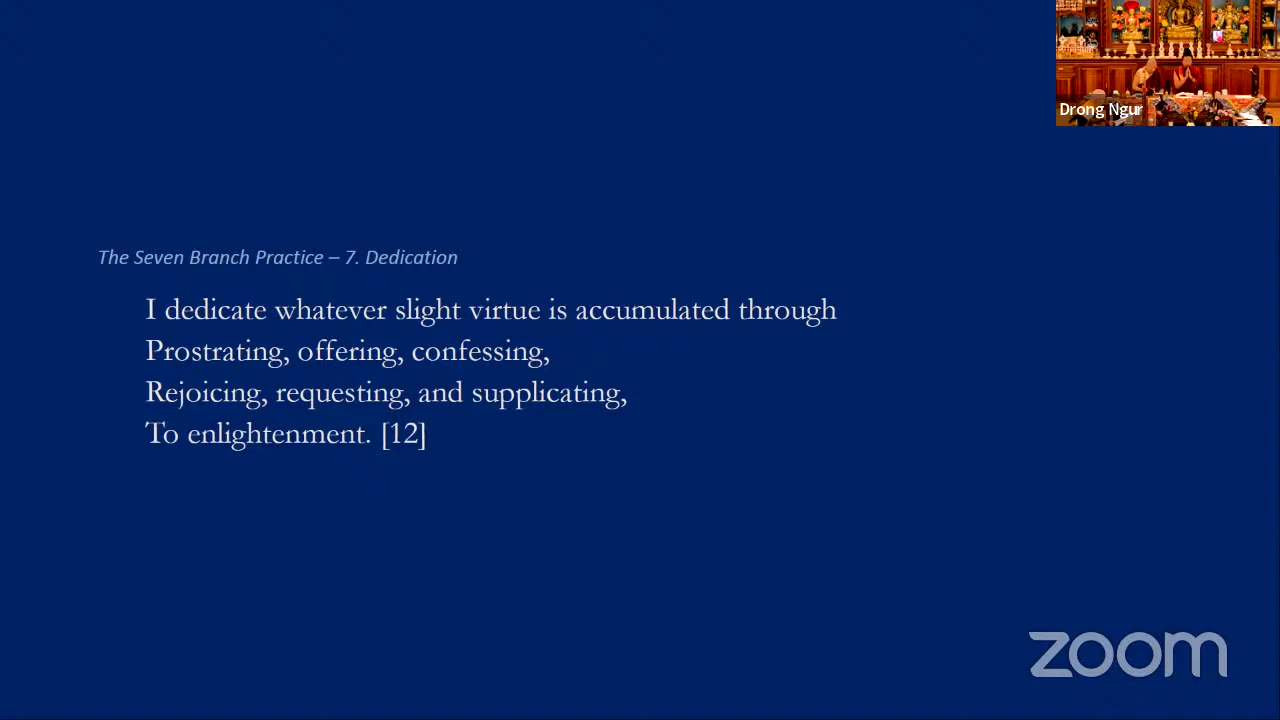 Drong Ngur
The Seven Branch Practice – 7. Dedication
I dedicate whatever slight virtue is accumulated through
Prostrating, offering, confessing,
Rejoicing, requesting, and supplicating,
To enlightenment. [12]
zoom